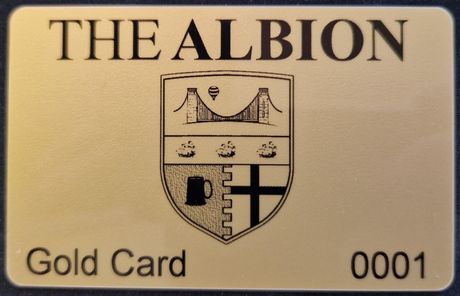 THE ALBION
Gold Card
0001